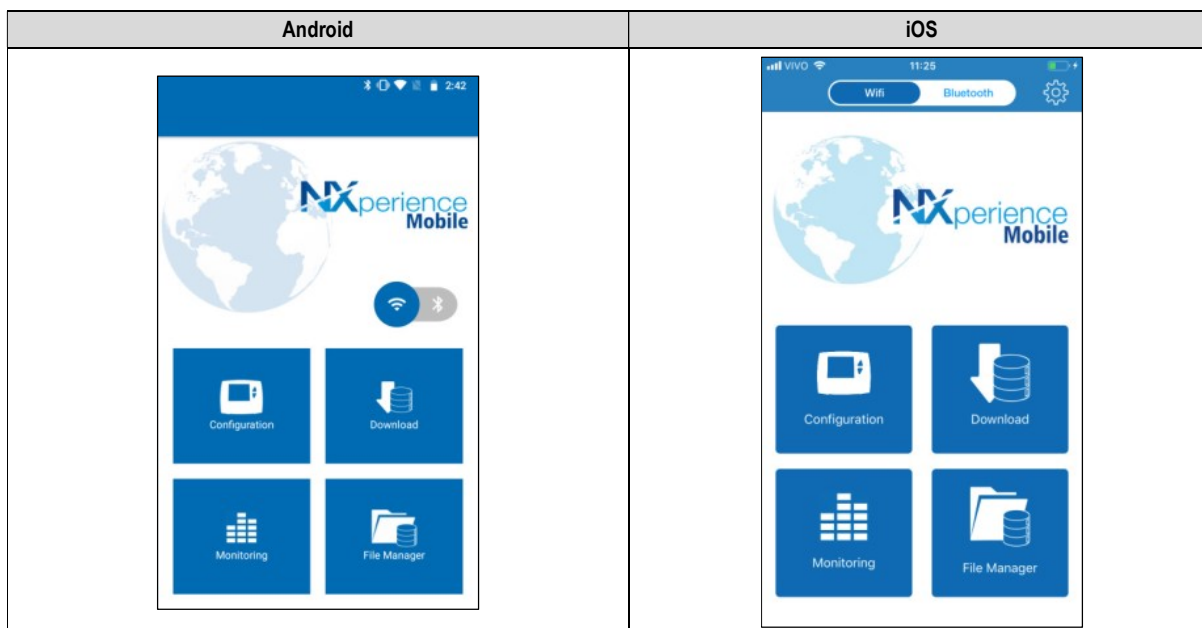 Android
iOS
2:42
NXperience
Mobile
Configuration
Download
Monitoring
File Manager
VIVO
11:25
Wifi
Bluetooth
NXperience
Mobile
Configuration
Download
Monitoring
File Manager